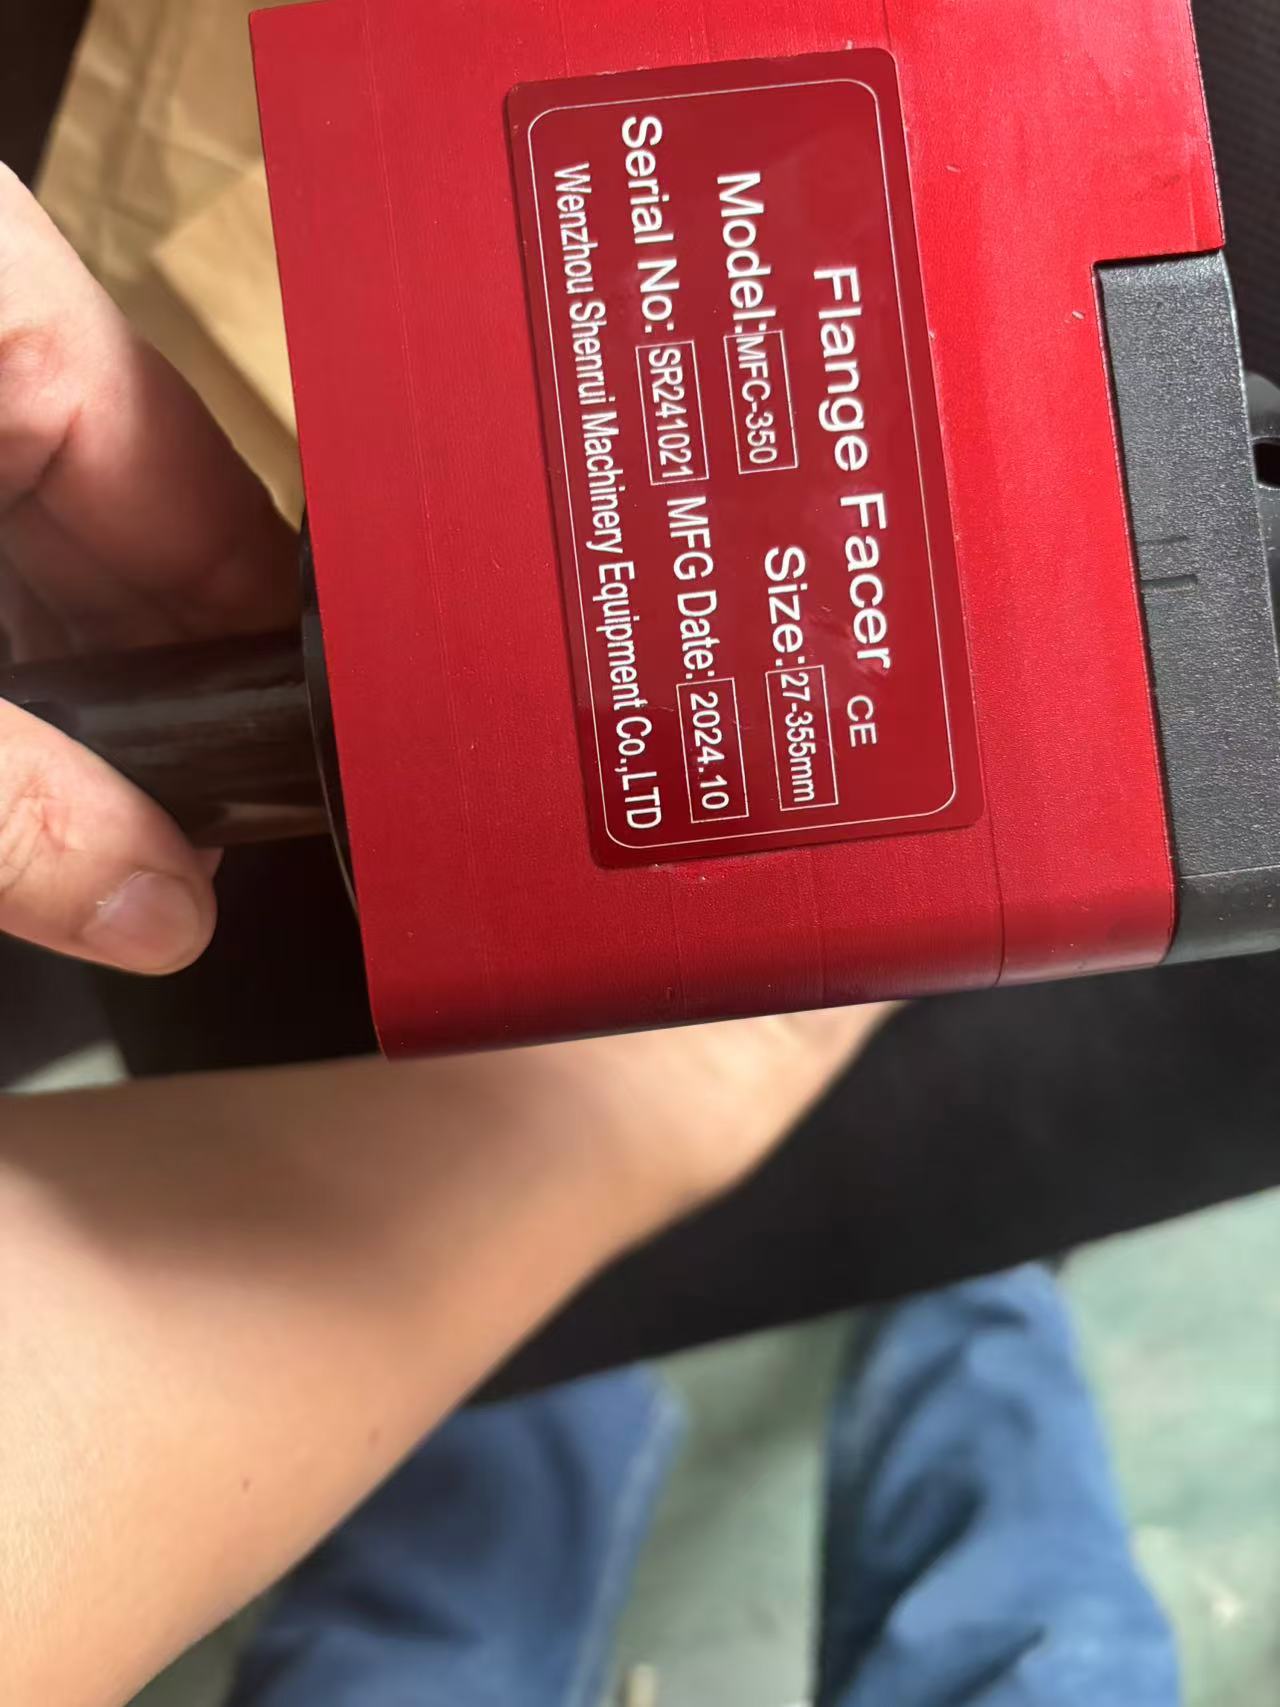 Flange Facer CE
Model:MFC-350 Size:27-355mm
Serial No: SR241021 MFG Date: 2024.10
Wenzhou Shenrui Machinery Equipment Co.,LTD